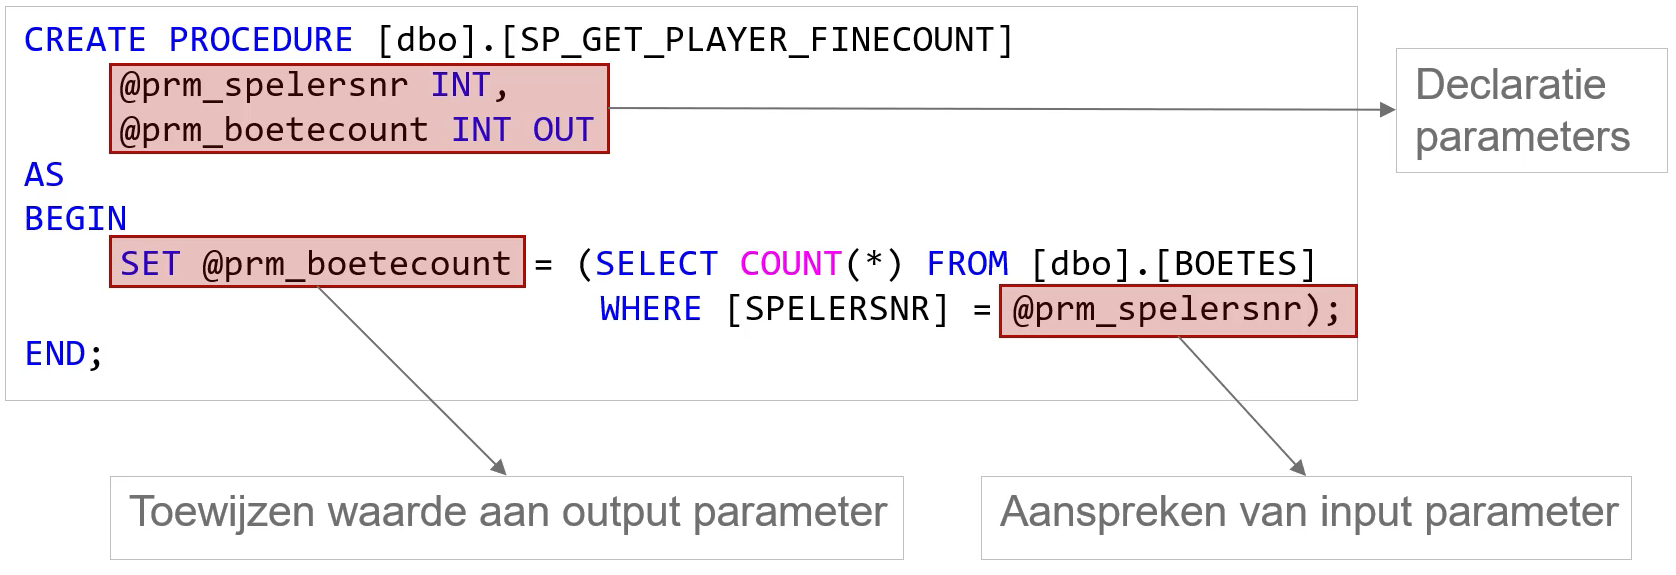 CREATE PROCEDURE [dbo].[SP_GET_PLAYER_FINECOUNT]
@prm_spelersnr INT,
@prm_boetecount INT OUT
AS
BEGIN
SET @prm_boetecount = (SELECT COUNT(*) FROM [dbo].[BOETES]
WHERE [SPELERSNR] = @prm_spelersnr);
END;
Declaratie
parameters
Toewijzen waarde aan output parameter
Aanspreken van input parameter